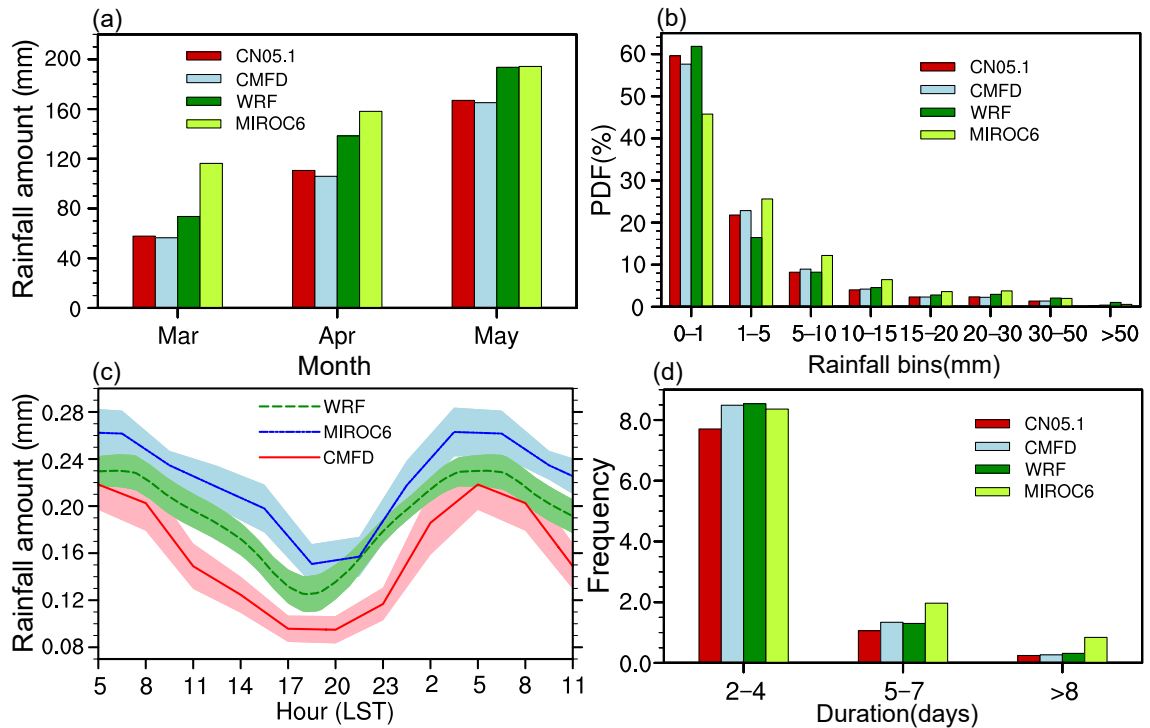 (a)
Rainfall amount (mm)
200
160
120
80
40
0
CN05.1
CMFD
WRF
MIROC6
Mar Apr May
Month
(b)
PDF(%)
60
50
40
30
20
10
0
CN05.1
CMFD
WRF
MIROC6
0–1 1–5 5–10 10–15 15–20 20–30 30–50 >50
Rainfall bins(mm)
(c)
Rainfall amount (mm)
0.28
0.24
0.20
0.16
0.12
0.08
WRF
MIROC6
CMFD
5 8 11 14 17 20 23 2 5 8 11
Hour (LST)
(d)
Frequency
8.0
6.0
4.0
2.0
0.0
CN05.1
CMFD
WRF
MIROC6
2–4 5–7 >8
Duration(days)